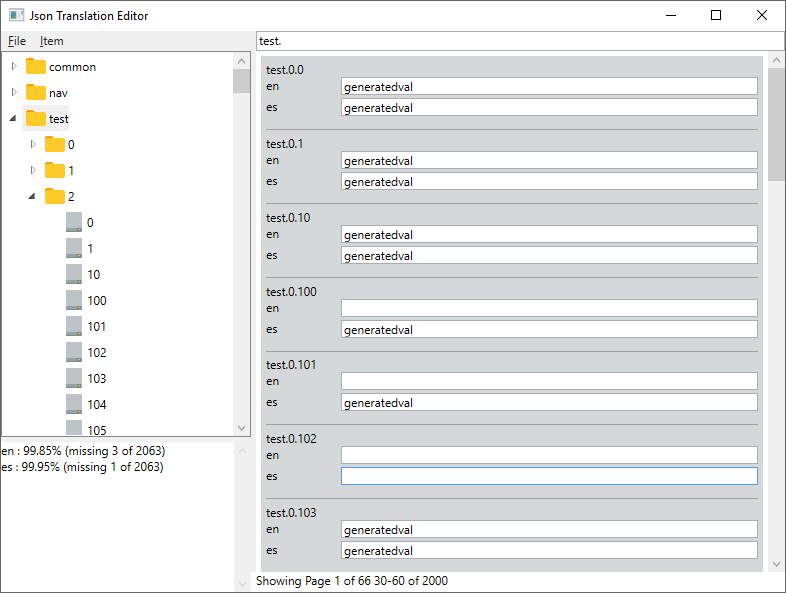 Json Translation Editor
File Item
test.
common
nav
test
0
1
2
0
1
10
100
101
102
103
104
105
en : 99.85% (missing 3 of 2063)
es : 99.95% (missing 1 of 2063)
test.0.0
en generatedval
es generatedval
test.0.1
en generatedval
es generatedval
test.0.10
en generatedval
es generatedval
test.0.100
en
es generatedval
test.0.101
en
es generatedval
test.0.102
en
es
test.0.103
en generatedval
es generatedval
Showing Page 1 of 66 30-60 of 2000